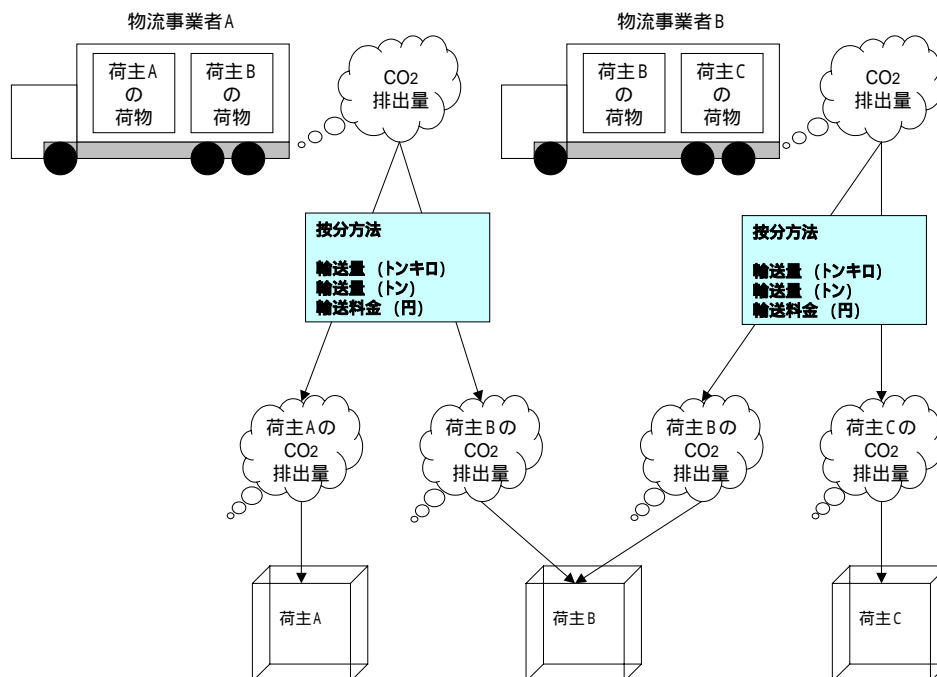 物流事業者A
物流事業者B
荷主A
の
荷物
荷主B
の
荷物
CO2
排出量
荷主B
の
荷物
荷主C
の
荷物
CO2
排出量
按分方法
輸送量 (トンキロ)
輸送量 (トン)
輸送料金 (円)
按分方法
輸送量 (トンキロ)
輸送量 (トン)
輸送料金 (円)
荷主Aの
CO2
排出量
荷主Bの
CO2
排出量
荷主Bの
CO2
排出量
荷主Cの
CO2
排出量
荷主A
荷主B
荷主C